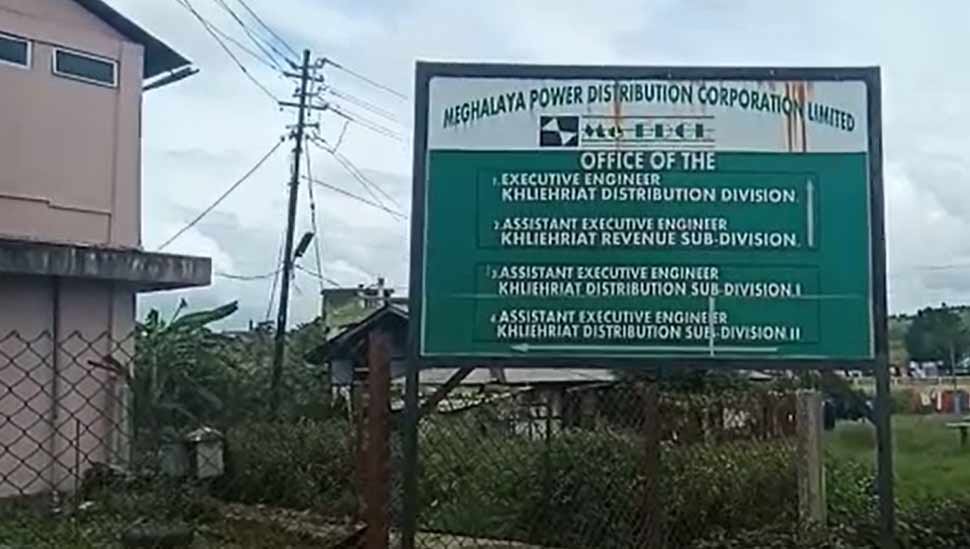 MEGHALAYA POWER DISTRIBUTION CORPORATION LIMITED
OFFICE OF THE
1. EXECUTIVE ENGINEER
KHLIEHRIAT DISTRIBUTION DIVISION.
2. ASSISTANT EXECUTIVE ENGINEER
KHLIEHRIAT REVENUE SUB-DIVISION.
3. ASSISTANT EXECUTIVE ENGINEER
KHLIEHRIAT DISTRIBUTION SUB-DIVISION.I
4. ASSISTANT EXECUTIVE ENGINEER
KHLIEHRIAT DISTRIBUTION SUB-DIVISION.II